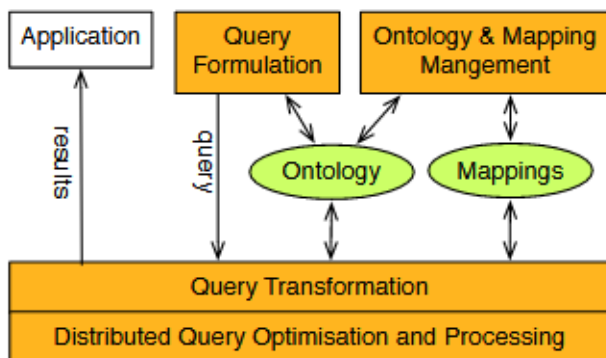 Application
Query
Formulation
Ontology & Mapping
Mangement
results
query
Ontology
Mappings
Query Transformation
Distributed Query Optimisation and Processing